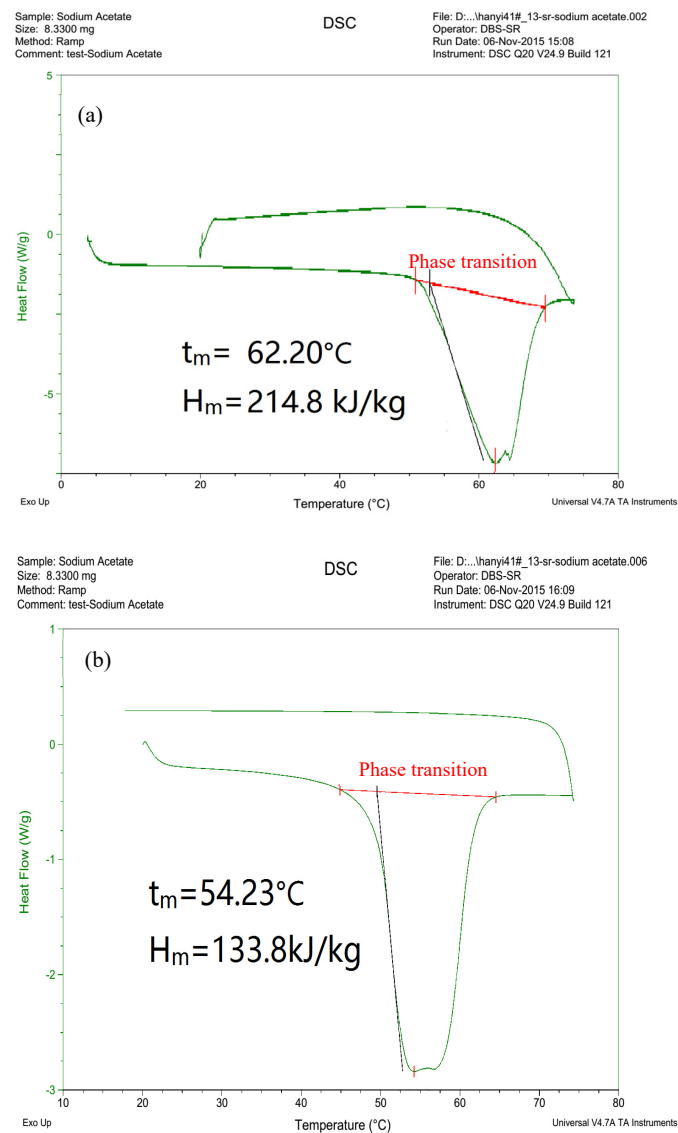 Sample: Sodium Acetate
Size: 8.3300 mg
Method: Ramp
Comment: test-Sodium Acetate
DSC
File: D:...\hanyi41#_13-sr-sodium acetate.002
Operator: DBS-SR
Run Date: 06-Nov-2015 15:08
Instrument: DSC Q20 V24.9 Build 121
(a)
5
0
-5
Heat Flow (W/g)
Phase transition
tm= 62.20°C
Hm=214.8 kJ/kg
0 20 40 60 80
Exo Up
Temperature (°C)
Universal V4.7A TA Instruments
Sample: Sodium Acetate
Size: 8.3300 mg
Method: Ramp
Comment: test-Sodium Acetate
DSC
File: D:...\hanyi41#_13-sr-sodium acetate.006
Operator: DBS-SR
Run Date: 06-Nov-2015 16:09
Instrument: DSC Q20 V24.9 Build 121
(b)
1
0
-1
-2
-3
Heat Flow (W/g)
Phase transition
tm=54.23°C
Hm=133.8kJ/kg
10 20 30 40 50 60 70 80
Exo Up
Temperature (°C)
Universal V4.7A TA Instruments